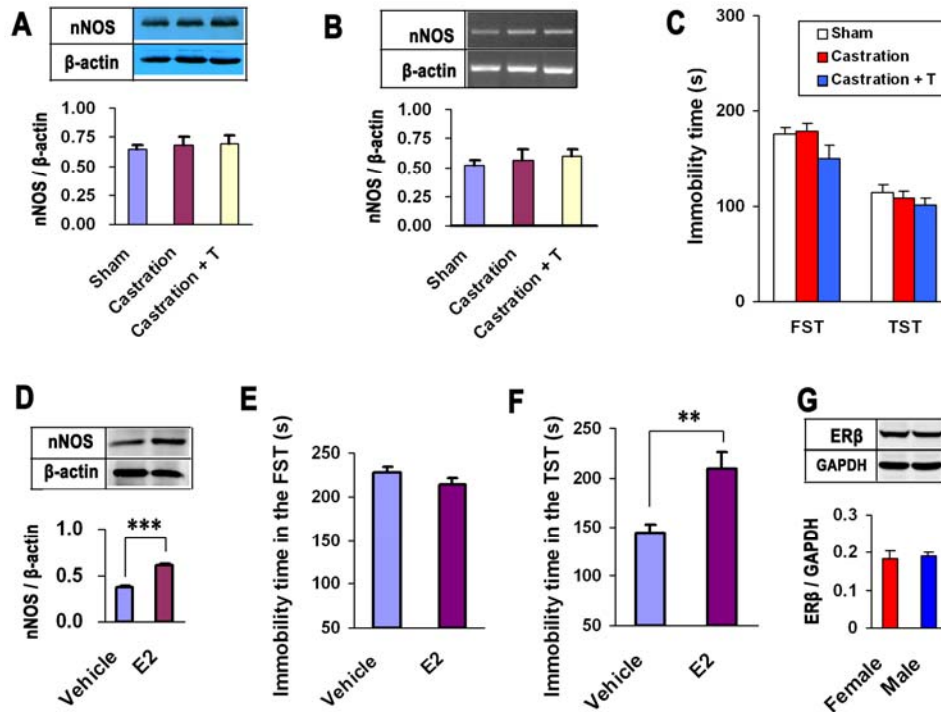 A
nNOS
β-actin
nNOS / β-actin
1.00
0.75
0.50
0.25
0.00
Sham
Castration
Castration + T
B
nNOS
β-actin
nNOS / β-actin
1.00
0.75
0.50
0.25
0.0
Sham
Castration
Castration + T
C
Immobility time (s)
300
200
100
0
Sham
Castration
Castration + T
FST
TST
D
nNOS
β-actin
nNOS / β-actin
1.0
0.5
0.0
***
Vehicle
E2
E
Immobility time in the FST (s)
250
200
150
100
50
Vehicle
E2
F
Immobility time in the TST (s)
250
200
150
100
50
**
Vehicle
E2
G
ERβ
GAPDH
ERβ / GAPDH
0.3
0.2
0.1
0
Female
Male